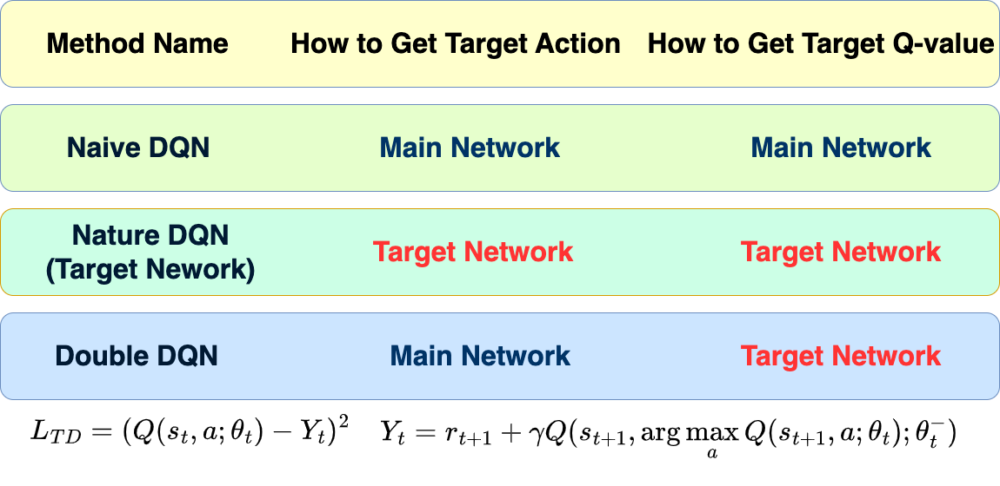 Method Name How to Get Target Action How to Get Target Q-value
Naive DQN Main Network Main Network
Nature DQN
(Target Nework) Target Network Target Network
Double DQN Main Network Target Network
$L_{TD} = (Q(s_t, a; \theta_t) - Y_t)^2$ $Y_t = r_{t+1} + \gamma Q(s_{t+1}, \arg\max_a Q(s_{t+1}, a; \theta_t); \theta_t^-)$